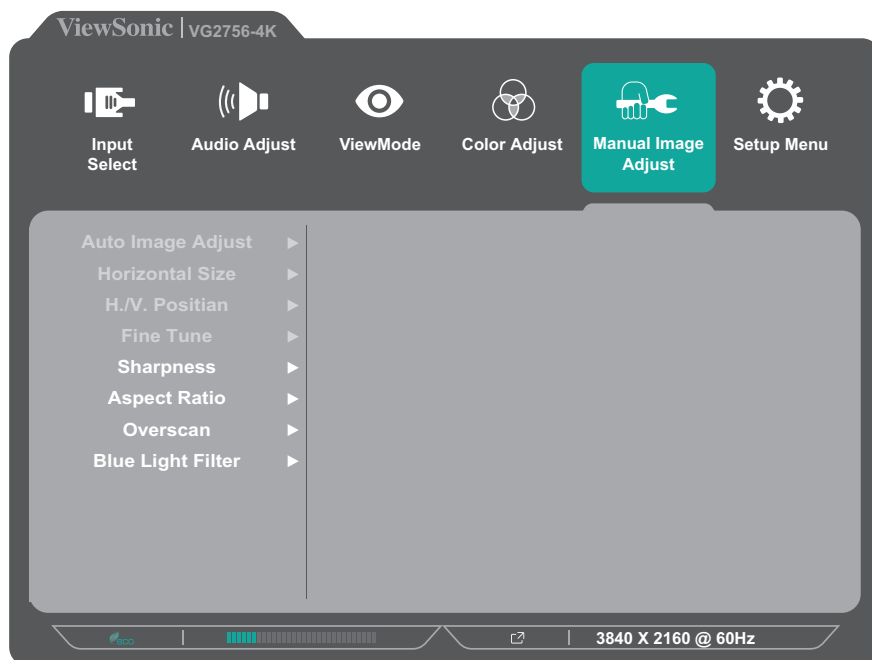 ViewSonic | VG2756-4K
Input Select
Audio Adjust
ViewMode
Color Adjust
Manual Image Adjust
Setup Menu
Auto Image Adjust
Horizontal Size
H./V. Positian
Fine Tune
Sharpness
Aspect Ratio
Overscan
Blue Light Filter
eco
3840 X 2160 @ 60Hz